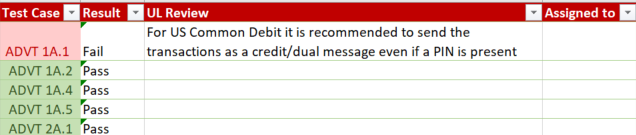 Test Case Result UL Review Assigned to
For US Common Debit it is recommended to send the
ADVT 1A.1 Fail transactions as a credit/dual message even if a PIN is present
ADVT 1A.2 Pass
ADVT 1A.4 Pass
ADVT 1A.5 Pass
ADVT 2A.1 Pass